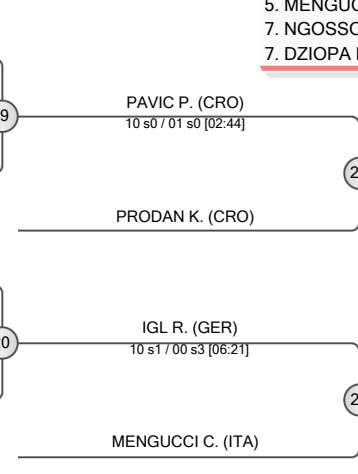 5. MENGUC
7. NGOSSO
7. DZIOPA
9
PAVIC P. (CRO)
10 s0 / 01 s0 [02:44]
2
PRODAN K. (CRO)
IGL R. (GER)
0
10 s1 / 00 s3 [06:21]
2
MENGUCCI C. (ITA)